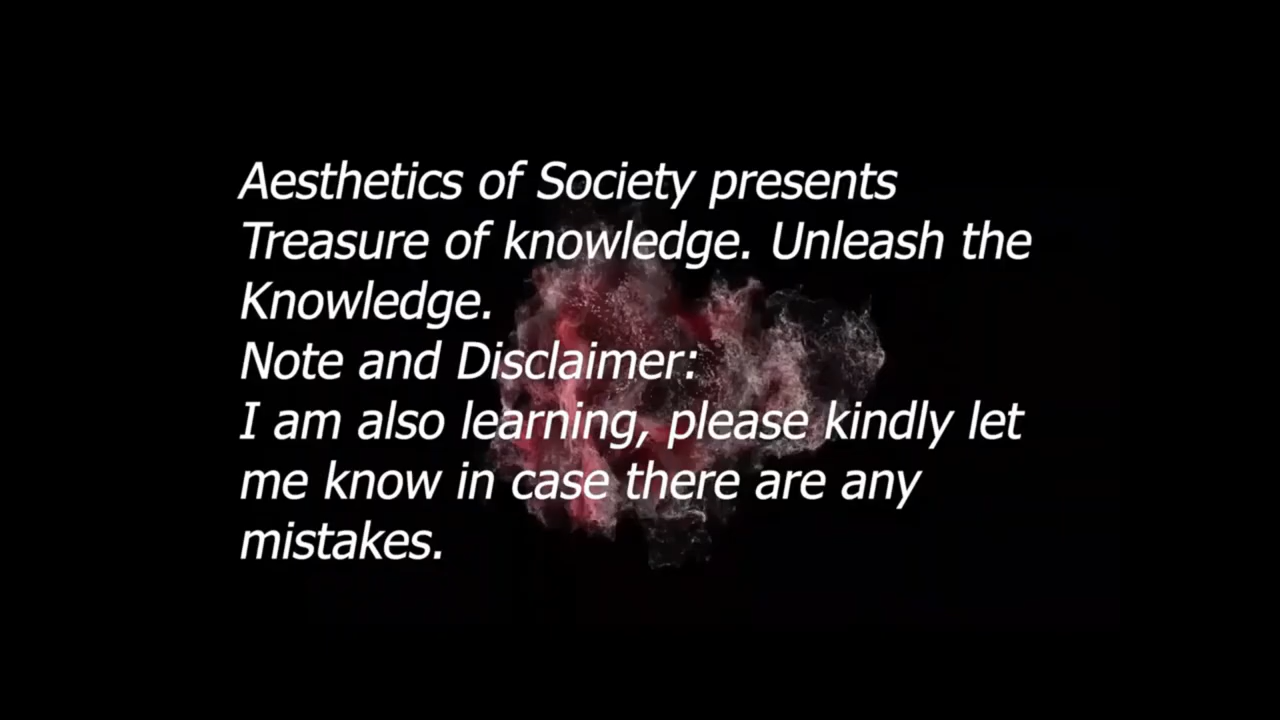 Aesthetics of Society presents
Treasure of knowledge. Unleash the
Knowledge.
Note and Disclaimer:
I am also learning, please kindly let
me know in case there are any
mistakes.